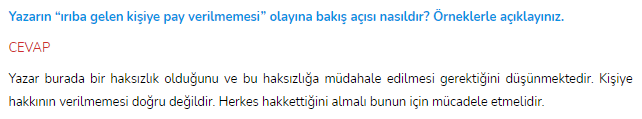 Yazarın “ırıba gelen kişiye pay verilmemesi” olayına bakış açısı nasıldır? Örneklerle açıklayınız.
CEVAP
Yazar burada bir haksızlık olduğunu ve bu haksızlığa müdahale edilmesi gerektiğini düşünmektedir. Kişiye
hakkının verilmemesi doğru değildir. Herkes hakkettiğini almalı bunun için mücadele etmelidir.